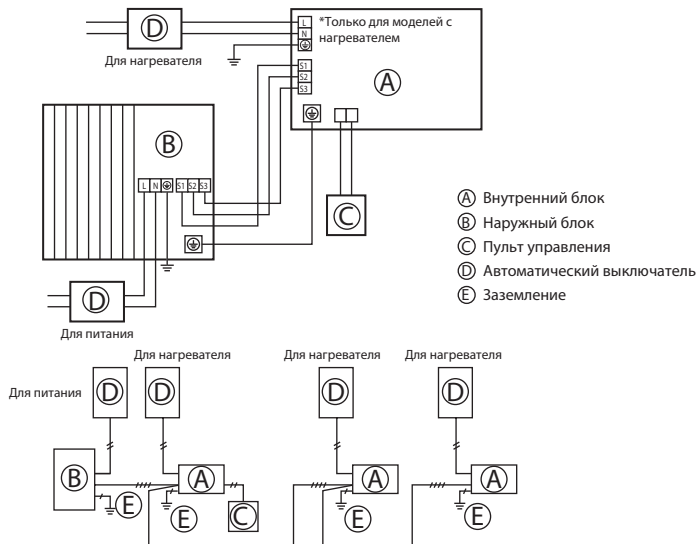 D
Для нагревателя
L
N
*Только для моделей с
нагревателем
S1
S2
S3
A
B
L N S1 S2 S3
C
D
Для питания
A Внутренний блок
B Наружный блок
C Пульт управления
D Автоматический выключатель
E Заземление
Для нагревателя Для нагревателя Для нагревателя
Для питания D D D D
B E A E C A E A E